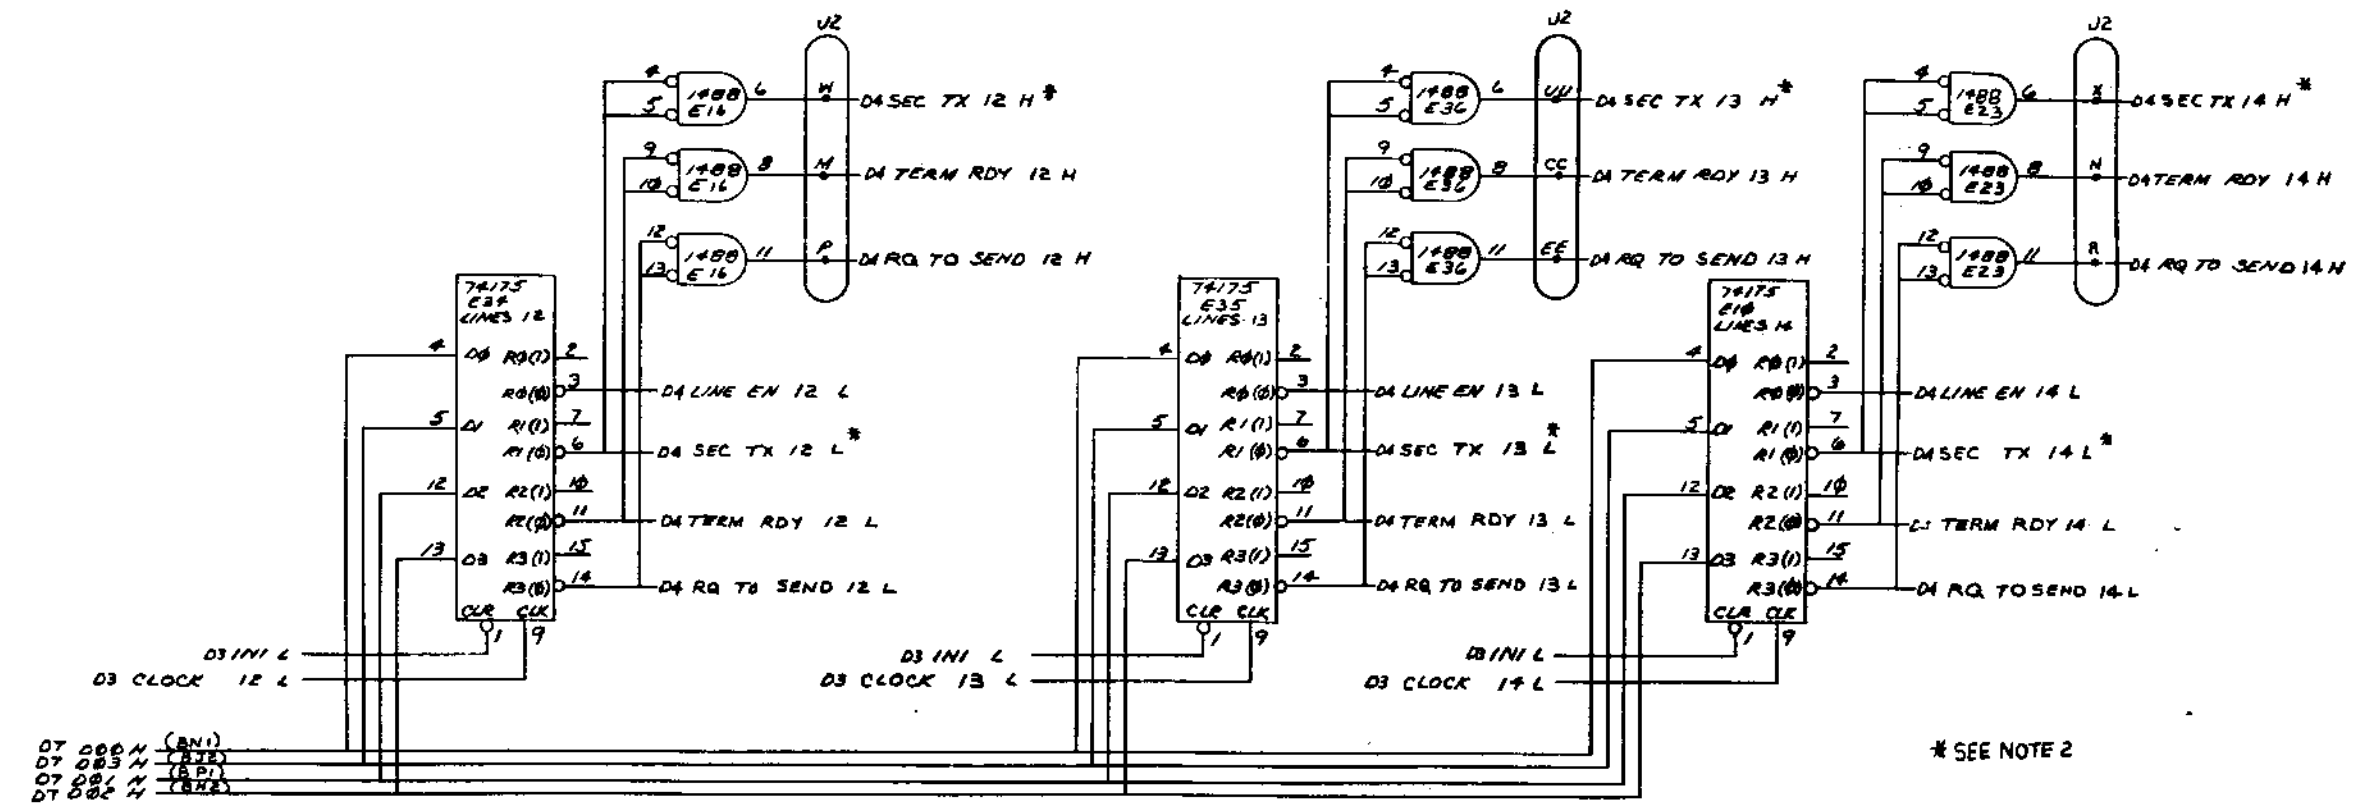 J2
4
5
1488
E16
6
W
D4 SEC TX 12 H *
9
10
1488
E16
8
M
D4 TERM RDY 12 H
12
13
1488
E16
11
P
D4 RQ TO SEND 12 H
74175
E34
LINES 12
4 D0 R0(1) 2
R0(0) 3 D4 LINE EN 12 L
5 D1 R1(1) 7
R1(0) 6 D4 SEC TX 12 L *
12 D2 R2(1) 10
R2(0) 11 D4 TERM RDY 12 L
13 D3 R3(1) 15
R3(0) 14 D4 RQ TO SEND 12 L
CLR CLK
1 9
D3 INI L
D3 CLOCK 12 L
J2
4
5
1488
E36
6
UU
D4 SEC TX 13 H *
9
10
1488
E36
8
CC
D4 TERM RDY 13 H
12
13
1488
E36
11
EE
D4 RQ TO SEND 13 H
74175
E35
LINES 13
4 D0 R0(1) 2
R0(0) 3 D4 LINE EN 13 L
5 D1 R1(1) 7
R1(0) 6 D4 SEC TX 13 L *
12 D2 R2(1) 10
R2(0) 11 D4 TERM RDY 13 L
13 D3 R3(1) 15
R3(0) 14 D4 RQ TO SEND 13 L
CLR CLK
1 9
D3 INI L
D3 CLOCK 13 L
J2
4
5
1488
E23
6
X
D4 SEC TX 14 H *
9
10
1488
E23
8
N
D4 TERM RDY 14 H
12
13
1488
E23
11
R
D4 RQ TO SEND 14 H
74175
E10
LINES 14
4 D0 R0(1) 2
R0(0) 3 D4 LINE EN 14 L
5 D1 R1(1) 7
R1(0) 6 D4 SEC TX 14 L *
12 D2 R2(1) 10
R2(0) 11 TERM RDY 14 L
13 D3 R3(1) 15
R3(0) 14 D4 RQ TO SEND 14 L
CLR CLK
1 9
D3 INI L
D3 CLOCK 14 L
D7 D00 H (BN1)
D7 D03 H (BJ2)
D7 D01 H (BP1)
D7 D02 H (BH2)
* SEE NOTE 2